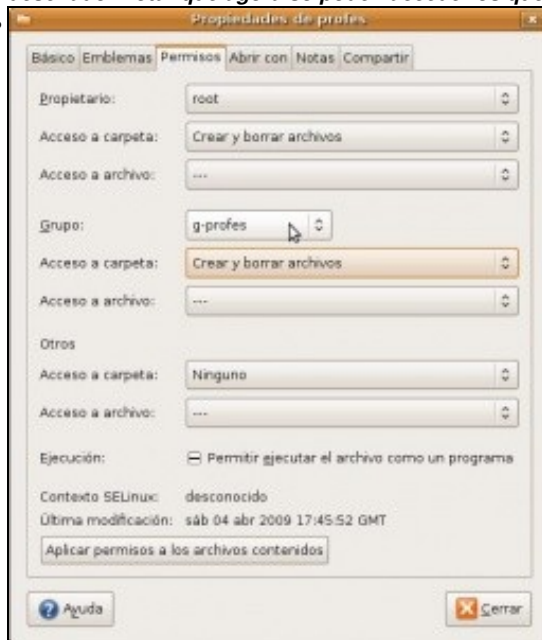 Propiedades de profes
Básico Emblemas Permisos Abrir con Notas Compartir
Propietario: root
Acceso a carpeta: Crear y borrar archivos
Acceso a archivo: ---
Grupo: g-profes
Acceso a carpeta: Crear y borrar archivos
Acceso a archivo: ---
Otros
Acceso a carpeta: Ninguno
Acceso a archivo: ---
Ejecución: Permitir ejecutar el archivo como un programa
Contexto SELinux: desconocido
Última modificación: sáb 04 abr 2009 17:45:52 GMT
Aplicar permisos a los archivos contenidos
Ayuda Cerrar